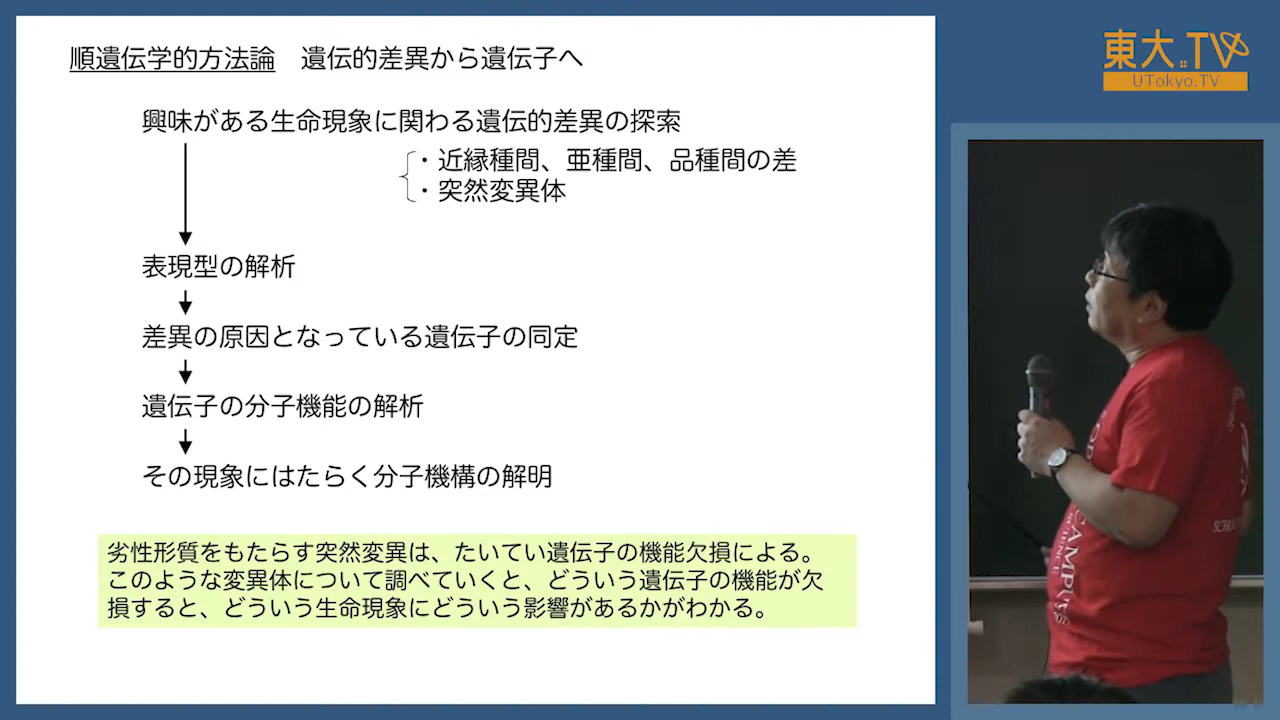 順遺伝学的方法論　遺伝的差異から遺伝子へ
興味がある生命現象に関わる遺伝的差異の探索
・近縁種間、亜種間、品種間の差
・突然変異体
表現型の解析
差異の原因となっている遺伝子の同定
遺伝子の分子機能の解析
その現象にはたらく分子機構の解明
劣性形質をもたらす突然変異は、たいてい遺伝子の機能欠損による。
このような変異体について調べていくと、どういう遺伝子の機能が欠
損すると、どういう生命現象にどういう影響があるかがわかる。
東大.TV
UTokyo.TV
CAMPUS